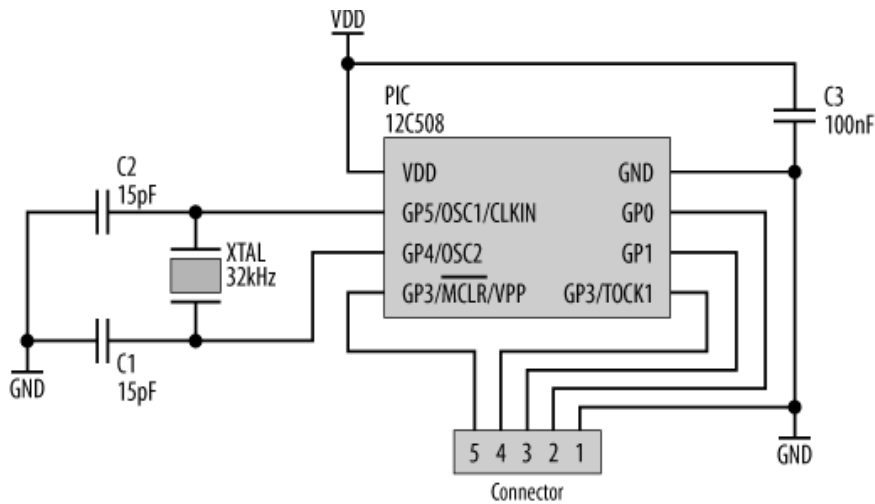 VDD
PIC
12C508
C3
100nF
VDD
GND
C2
15pF
GP5/OSC1/CLKIN
GP0
XTAL
32kHz
GP4/OSC2
GP1
GP3/MCLR/VPP
GP3/TOCK1
C1
15pF
GND
5 4 3 2 1
GND
Connector